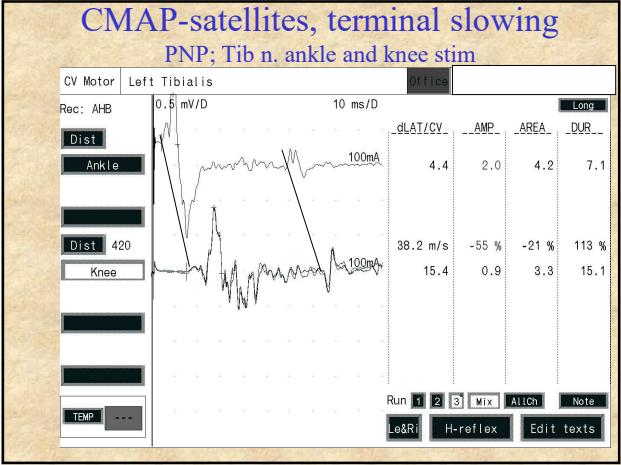 CMAP-satellites, terminal slowing
PNP; Tib n. ankle and knee stim
CV Motor Left Tibialis Office
Rec: AHB 0.5 mV/D 10 ms/D Long
dLAT/CV AMP AREA DUR
Dist
Ankle 100mA 4.4 2.0 4.2 7.1
Dist 420 38.2 m/s -55 % -21 % 113 %
Knee 100mA 15.4 0.9 3.3 15.1
Run 1 2 3 Mix AllCh Note
TEMP ---
Le&Ri H-reflex Edit texts